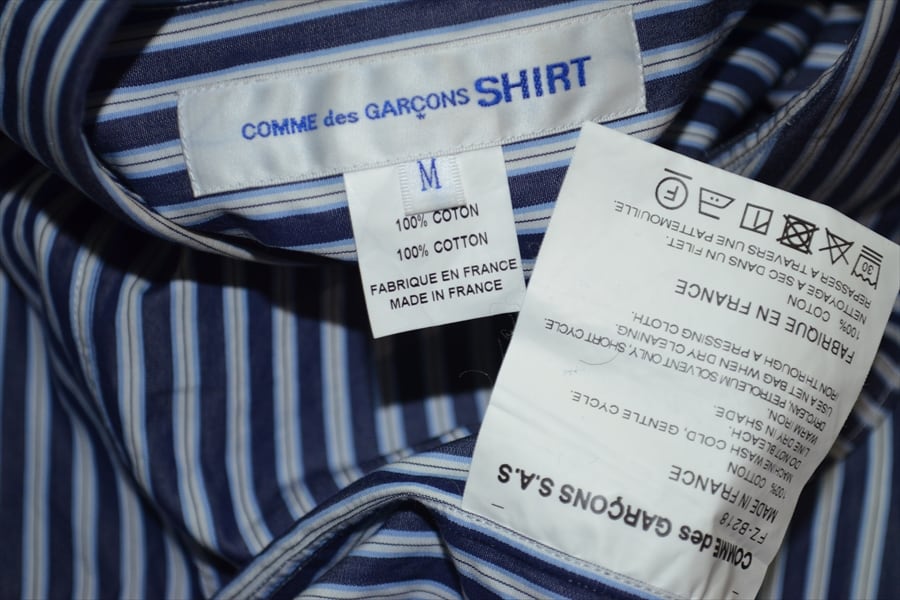 COMME des GARÇONS SHIRT
M
100% COTON
100% COTTON
FABRIQUE EN FRANCE
MADE IN FRANCE
COMME des GARÇONS S.A.S
FZ-B218
MADE IN FRANCE
100% COTTON
MACHINE WASH COLD, GENTLE CYCLE.
DO NOT BLEACH.
LINE DRY IN SHADE.
WARM IRON.
DRYCLEAN, PETROLEUM SOLVENT ONLY, SHORT CYCLE.
USE A NET BAG WHEN DRY CLEANING.
IRON THROUGH A PRESSING CLOTH.
FABRIQUE EN FRANCE
100% COTON
NETTOYAGE A SEC DANS UN FILET.
REPASSER A TRAVERS UNE PATTEMOUILLE.
30
F